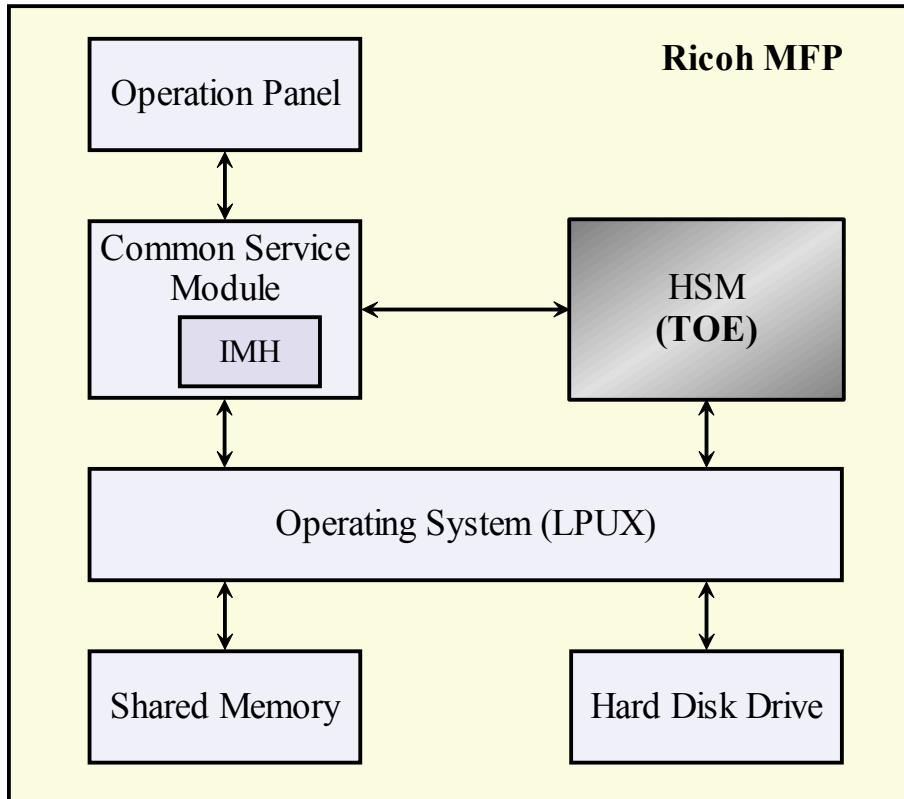 Ricoh MFP
Operation Panel
Common Service
Module
IMH
HSM
(TOE)
Operating System (LPUX)
Shared Memory
Hard Disk Drive